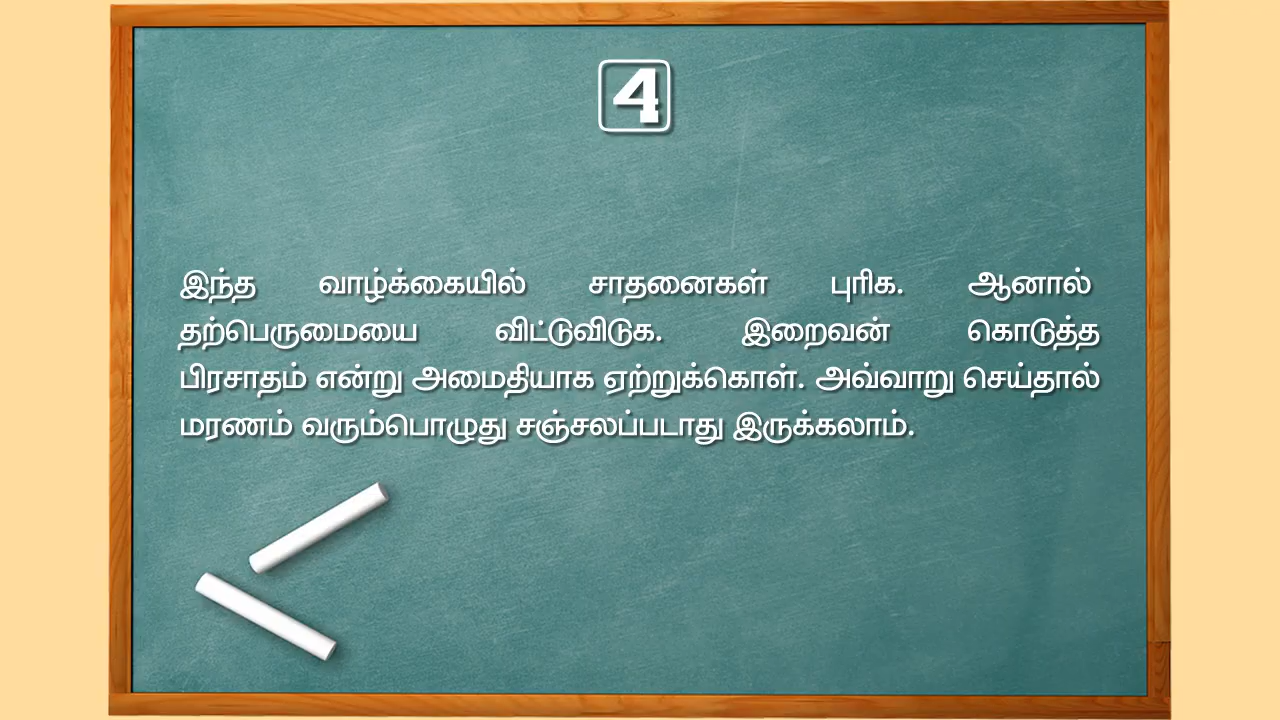 4
இந்த வாழ்க்கையில் சாதனைகள் புரிக. ஆனால்
தற்பெருமையை விட்டுவிடுக. இறைவன் கொடுத்த
பிரசாதம் என்று அமைதியாக ஏற்றுக்கொள். அவ்வாறு செய்தால்
மரணம் வரும்பொழுது சஞ்சலப்படாது இருக்கலாம்.